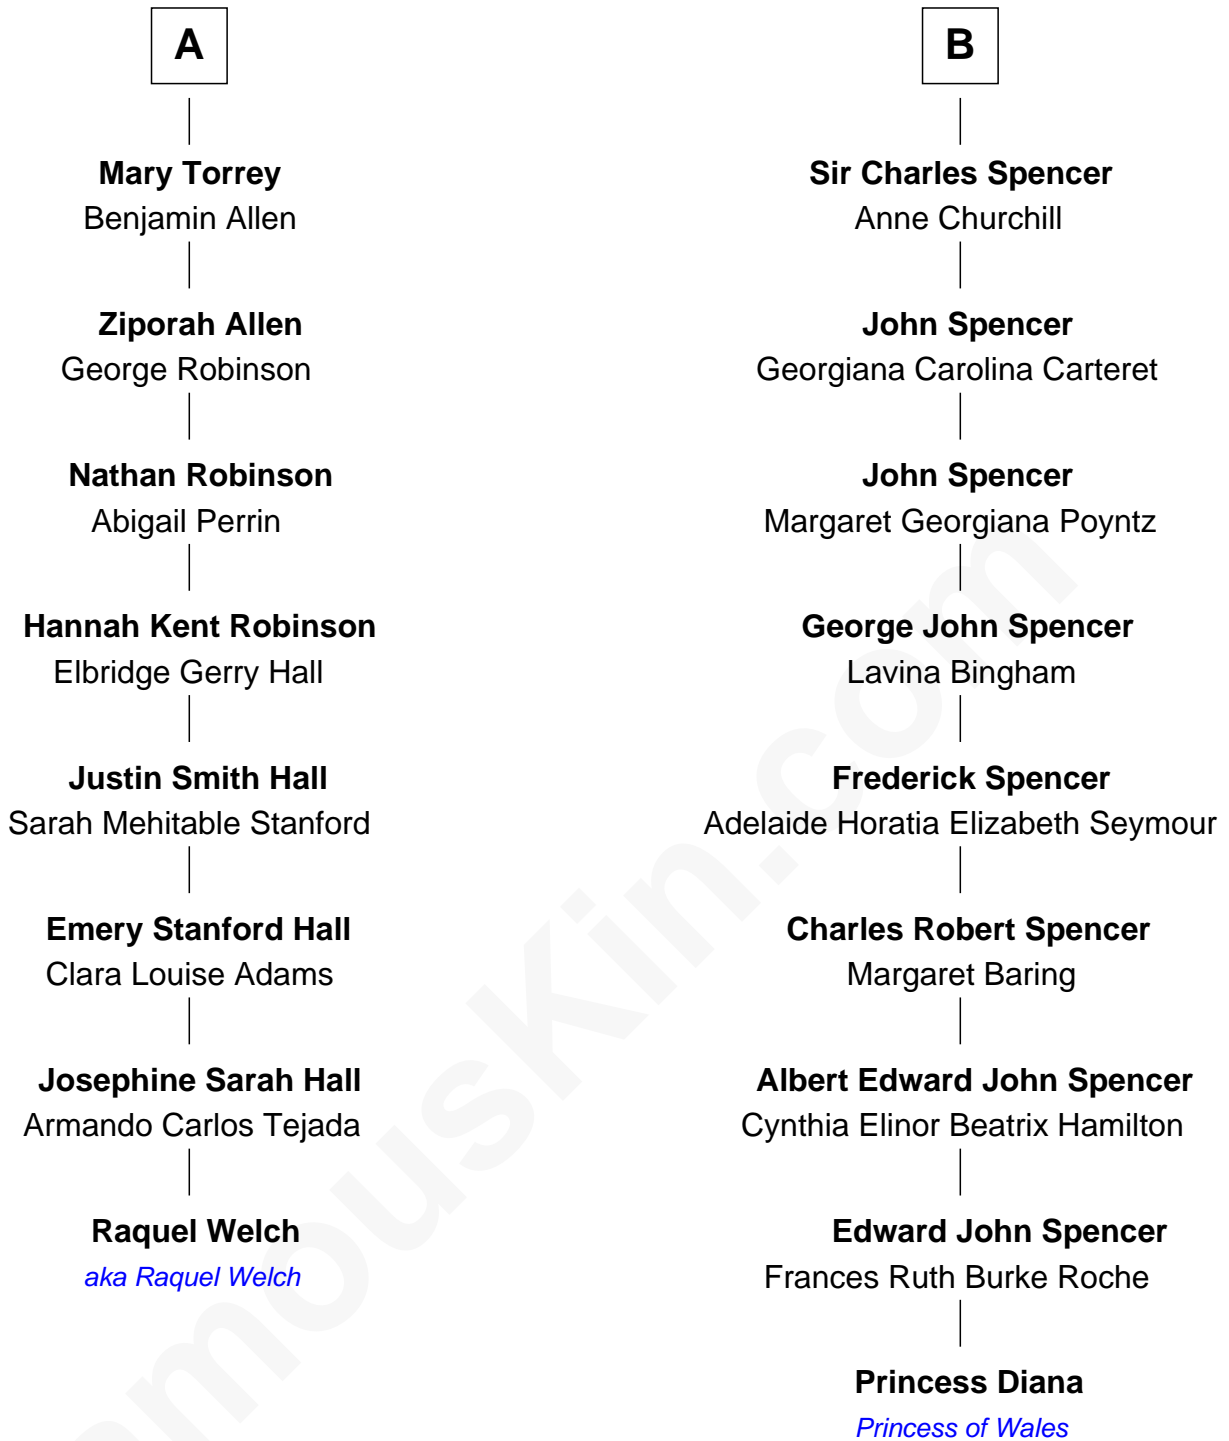 A
Mary Torrey
Benjamin Allen
Ziporah Allen
George Robinson
Nathan Robinson
Abigail Perrin
Hannah Kent Robinson
Elbridge Gerry Hall
Justin Smith Hall
Sarah Mehitable Stanford
Emery Stanford Hall
Clara Louise Adams
Josephine Sarah Hall
Armando Carlos Tejada
Raquel Welch
aka Raquel Welch
B
Sir Charles Spencer
Anne Churchill
John Spencer
Georgiana Carolina Carteret
John Spencer
Margaret Georgiana Poyntz
George John Spencer
Lavina Bingham
Frederick Spencer
Adelaide Horatia Elizabeth Seymour
Charles Robert Spencer
Margaret Baring
Albert Edward John Spencer
Cynthia Elinor Beatrix Hamilton
Edward John Spencer
Frances Ruth Burke Roche
Princess Diana
Princess of Wales
amousKin.com